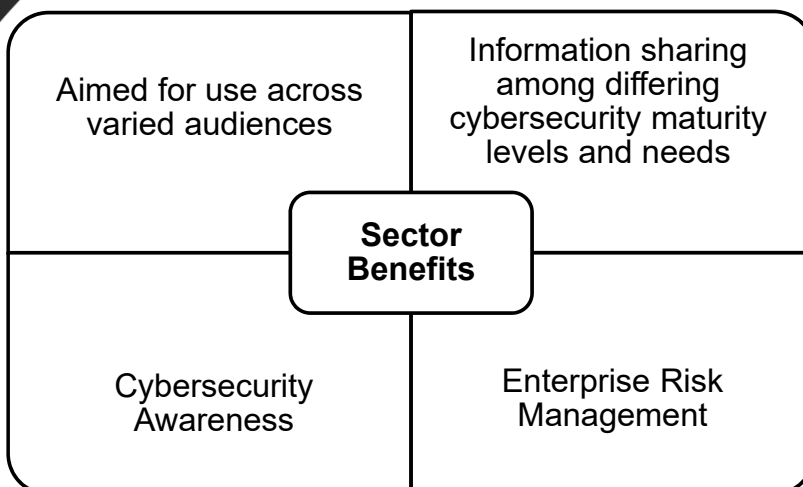 Aimed for use across
varied audiences
Information sharing
among differing
cybersecurity maturity
levels and needs
Sector
Benefits
Cybersecurity
Awareness
Enterprise Risk
Management